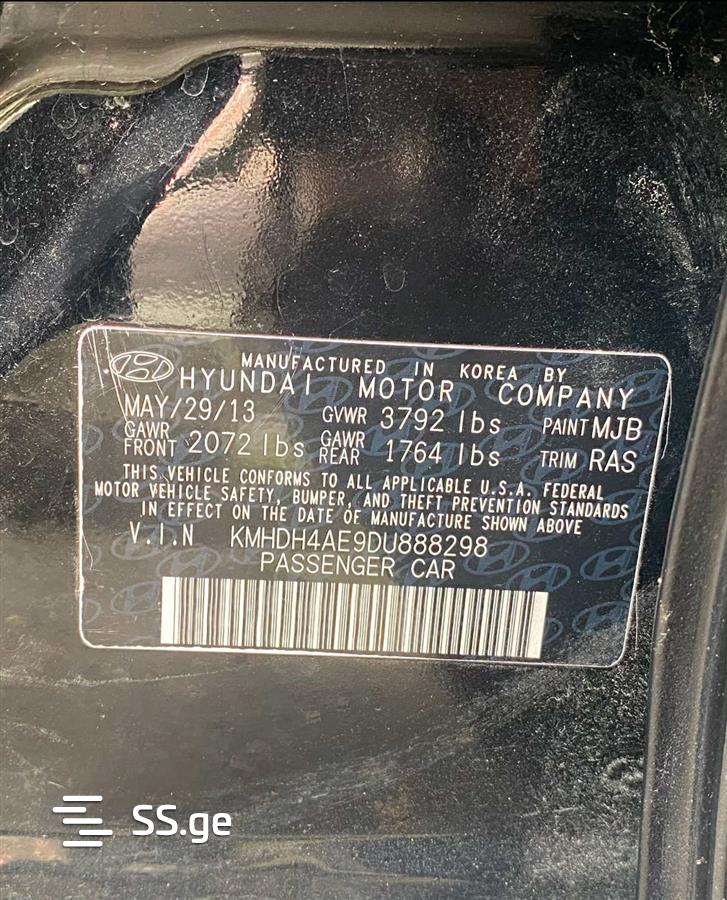 MANUFACTURED IN KOREA BY
HYUNDAI MOTOR COMPANY
MAY/29/13 GVWR 3792 lbs PAINT MJB
GAWR FRONT 2072 lbs GAWR REAR 1764 lbs TRIM RAS
THIS VEHICLE CONFORMS TO ALL APPLICABLE U.S.A. FEDERAL
MOTOR VEHICLE SAFETY, BUMPER, AND THEFT PREVENTION STANDARDS
IN EFFECT ON THE DATE OF MANUFACTURE SHOWN ABOVE
V.I.N KMHDH4AE9DU888298
PASSENGER CAR
SS.ge